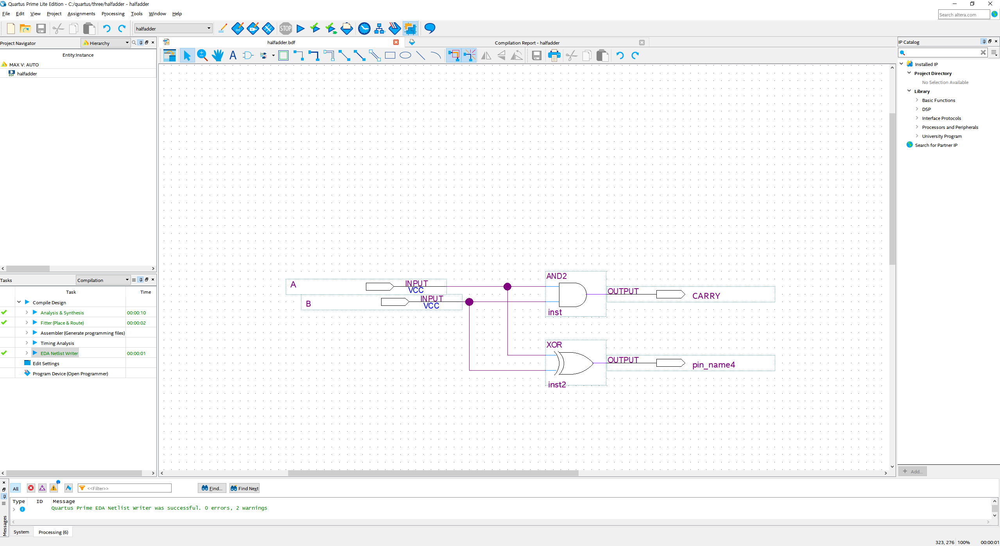 Quartus Prime Lite Edition - C:/quartus/three/halfadder - halfadder
File Edit View Project Assignments Processing Tools Window Help
Search altera.com
STOP
halfadder
Project Navigator
Hierarchy
halfadder.bdf
Compilation Report - halfadder
IP Catalog
Entity:Instance
MAX V: AUTO
BDF
halfadder
Installed IP
Project Directory
No Selection Available
Library
Basic Functions
DSP
Interface Protocols
Processors and Peripherals
University Program
Search for Partner IP
Tasks
Compilation
Task Time
Compile Design
Analysis & Synthesis 00:00:10
Fitter (Place & Route) 00:00:02
Assembler (Generate programming files)
Timing Analysis
EDA Netlist Writer 00:00:01
Edit Settings
Program Device (Open Programmer)
A
INPUT
VCC
B
INPUT
VCC
AND2
inst
OUTPUT
CARRY
XOR
inst2
OUTPUT
pin_name4
Add...
All
<<Filter>>
Find...
Find Next
Type ID Message
Quartus Prime EDA Netlist Writer was successful. 0 errors, 2 warnings
Messages
System
Processing (6)
323, 276 100% 00:00:01